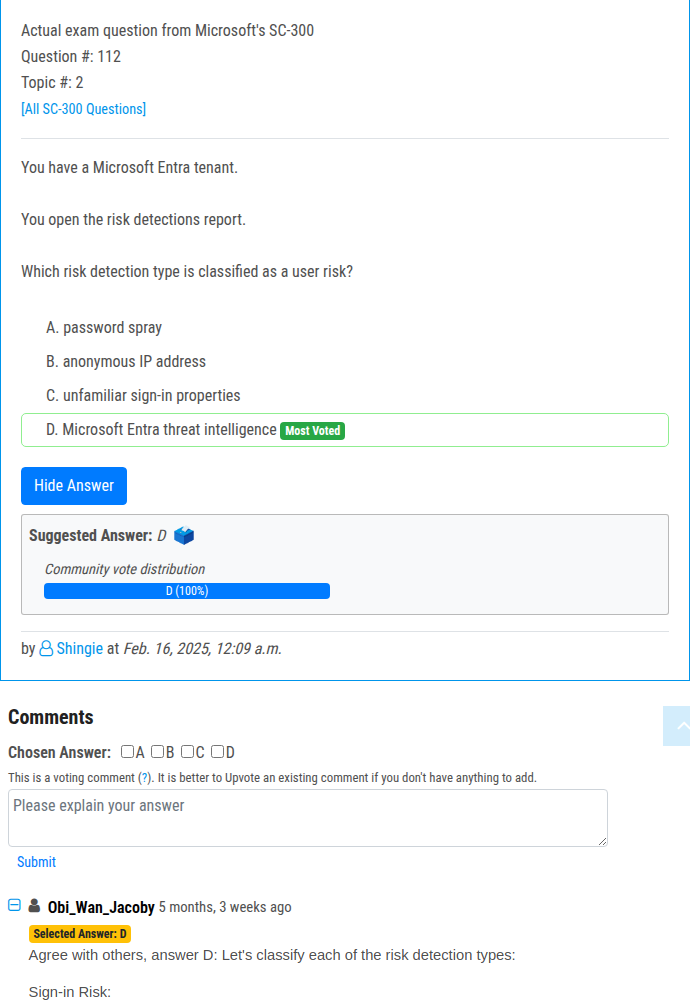 Actual exam question from Microsoft's SC-300
Question #: 112
Topic #: 2
[All SC-300 Questions]
You have a Microsoft Entra tenant.
You open the risk detections report.
Which risk detection type is classified as a user risk?
A. password spray
B. anonymous IP address
C. unfamiliar sign-in properties
D. Microsoft Entra threat intelligence Most Voted
Hide Answer
Suggested Answer: D
Community vote distribution
D (100%)
by Shingie at Feb. 16, 2025, 12:09 a.m.
Comments
Chosen Answer: A B C D
This is a voting comment (?). It is better to Upvote an existing comment if you don't have anything to add.
Please explain your answer
Submit
Obi_Wan_Jacoby 5 months, 3 weeks ago
Selected Answer: D
Agree with others, answer D: Let's classify each of the risk detection types:
Sign-in Risk: